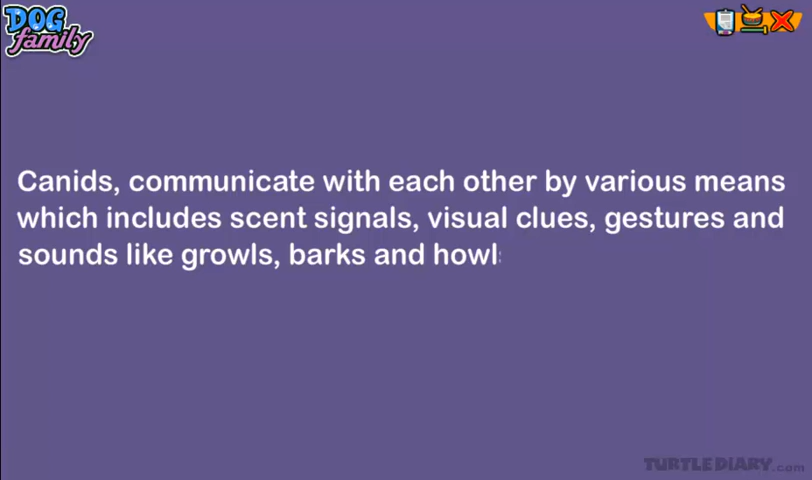 DOG
family
Canids, communicate with each other by various means
which includes scent signals, visual clues, gestures and
sounds like growls, barks and howl
TURTLE DIARY.com